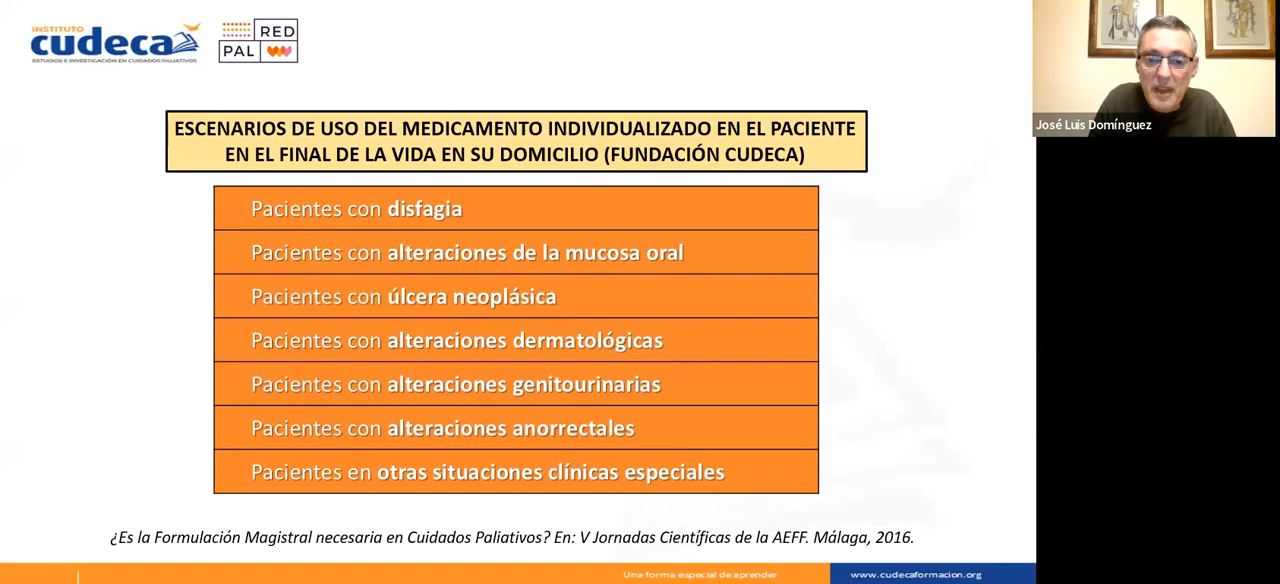 INSTITUTO
cudeca
ESTUDIOS E INVESTIGACIÓN EN CUIDADOS PALIATIVOS
RED
PAL
José Luis Domínguez
ESCENARIOS DE USO DEL MEDICAMENTO INDIVIDUALIZADO EN EL PACIENTE
EN EL FINAL DE LA VIDA EN SU DOMICILIO (FUNDACIÓN CUDECA)
Pacientes con disfagia
Pacientes con alteraciones de la mucosa oral
Pacientes con úlcera neoplásica
Pacientes con alteraciones dermatológicas
Pacientes con alteraciones genitourinarias
Pacientes con alteraciones anorrectales
Pacientes en otras situaciones clínicas especiales
¿Es la Formulación Magistral necesaria en Cuidados Paliativos? En: V Jornadas Científicas de la AEFF. Málaga, 2016.
Una forma especial de aprender
www.cudecaformacion.org